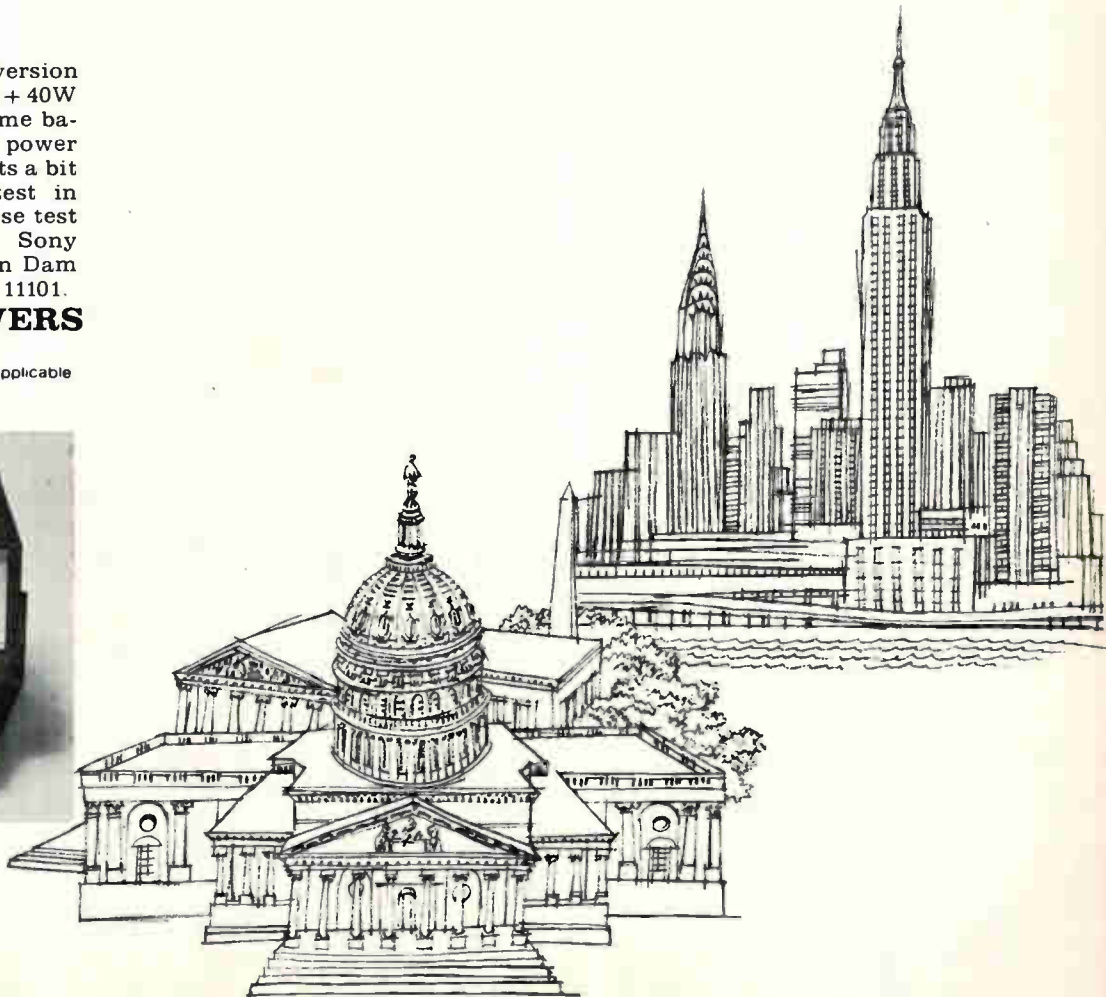 version
+ 40W
me ba-
power
ts a bit
est in
se test
Sony
n Dam
11101.
VERS
pplicable